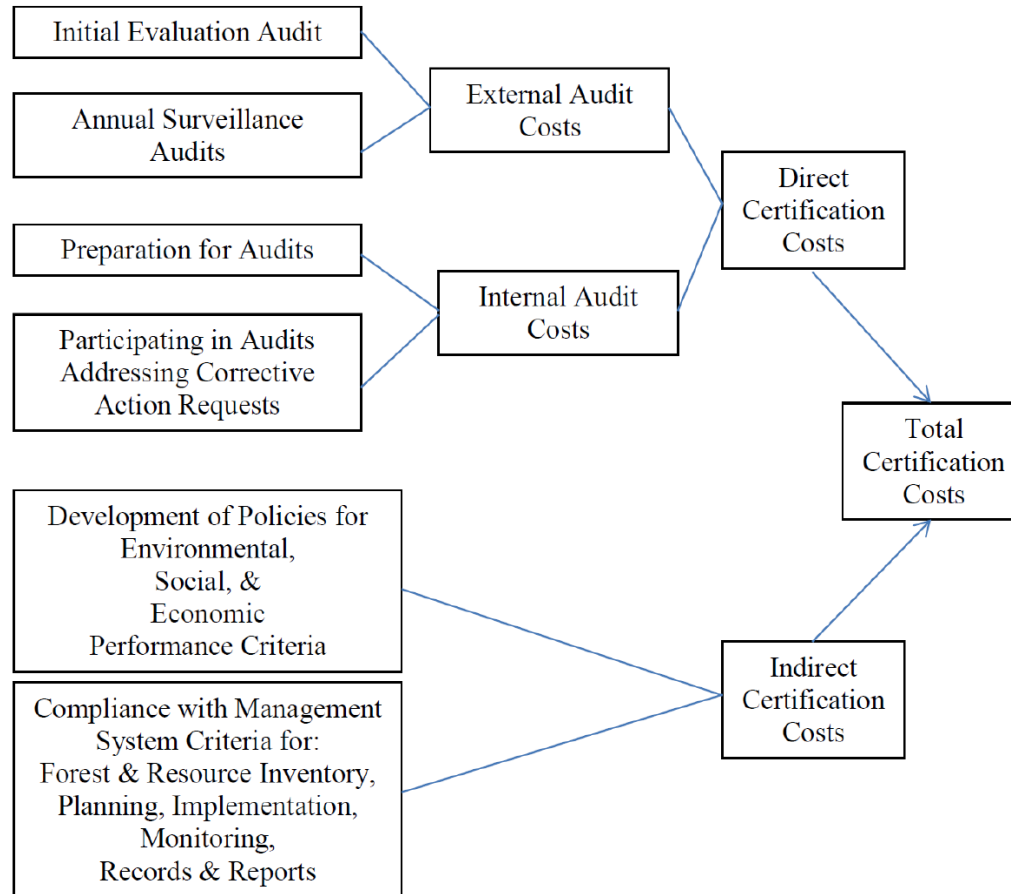 Initial Evaluation Audit
Annual Surveillance
Audits
External Audit
Costs
Direct
Certification
Costs
Preparation for Audits
Internal Audit
Costs
Participating in Audits
Addressing Corrective
Action Requests
Total
Certification
Costs
Development of Policies for
Environmental,
Social, &
Economic
Performance Criteria
Indirect
Certification
Costs
Compliance with Management
System Criteria for:
Forest & Resource Inventory,
Planning, Implementation,
Monitoring,
Records & Reports